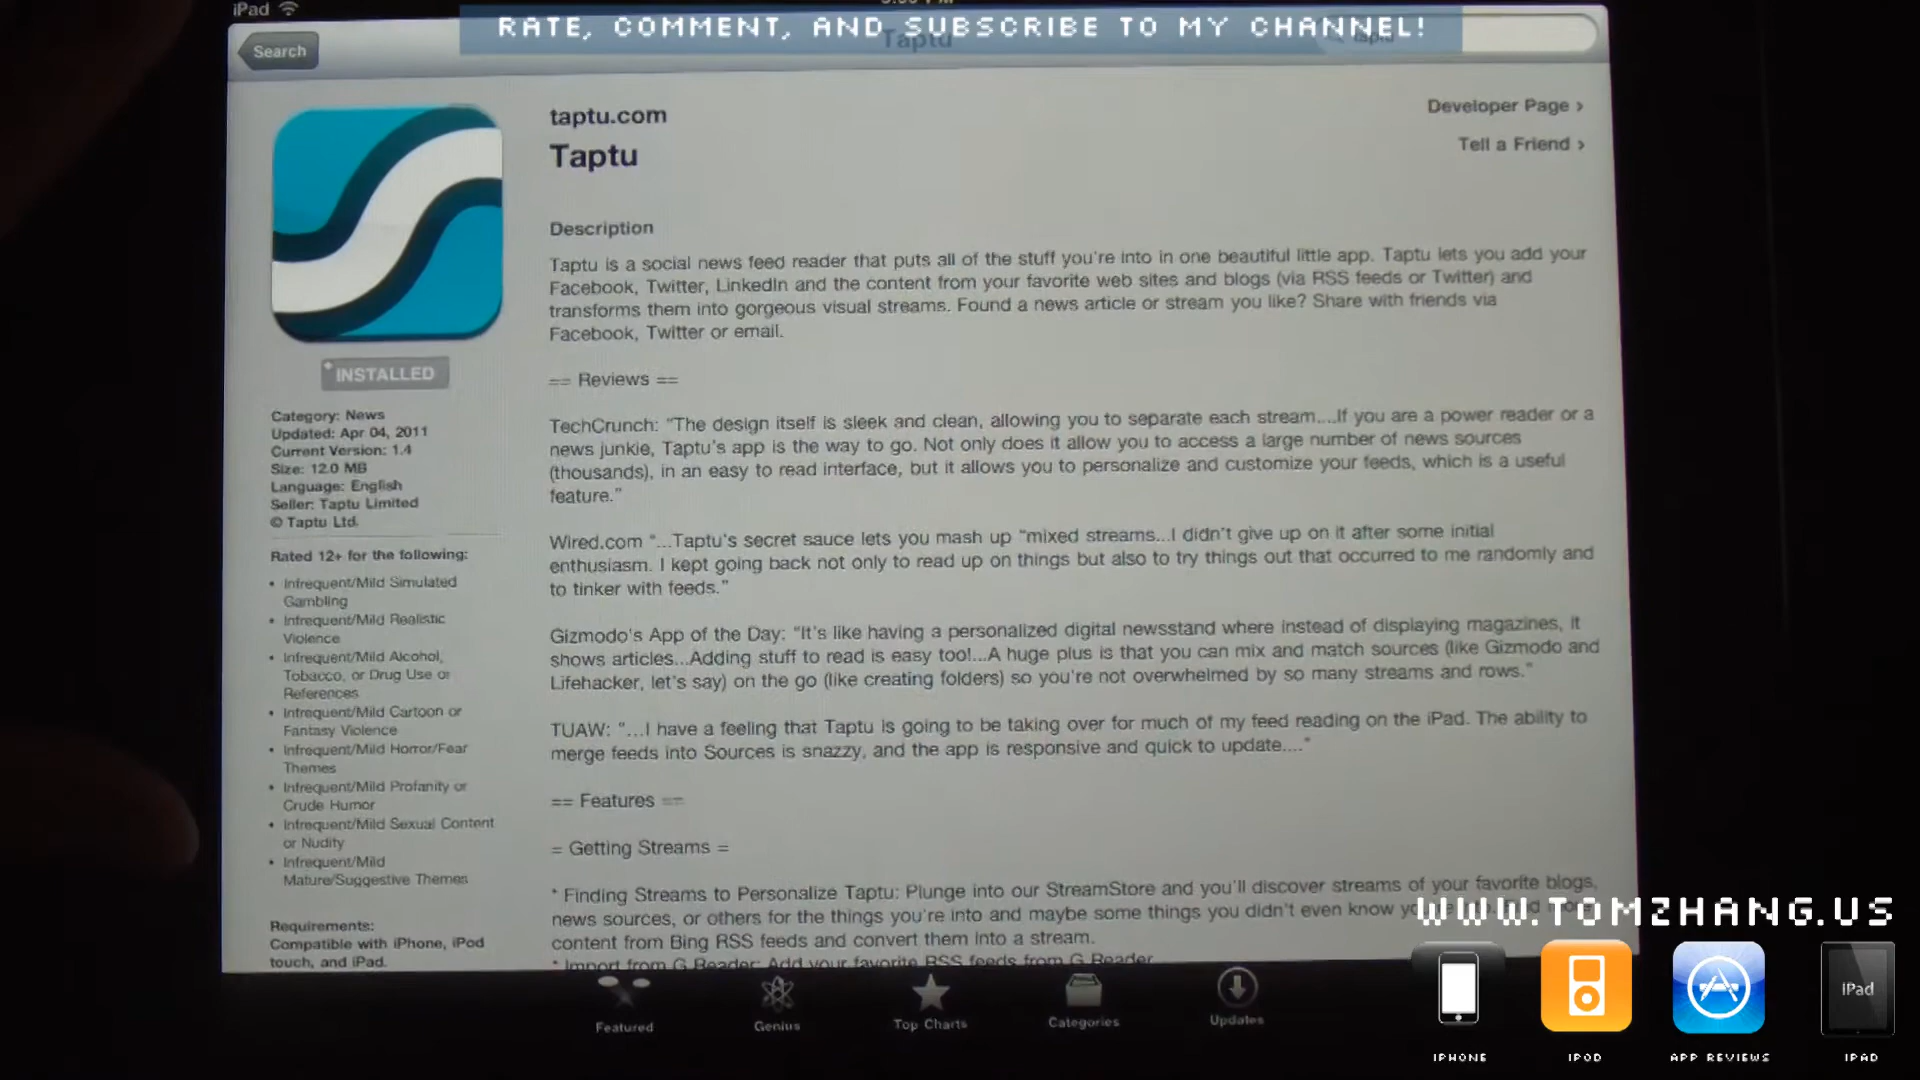 iPad
RATE, COMMENT, AND SUBSCRIBE TO MY CHANNEL!
Search
Taptu
taptu
taptu.com
Taptu
Developer Page ›
Tell a Friend ›
INSTALLED
Category: News
Updated: Apr 04, 2011
Current Version: 1.4
Size: 12.0 MB
Language: English
Seller: Taptu Limited
© Taptu Ltd.
Rated 12+ for the following:
• Infrequent/Mild Simulated
Gambling
• Infrequent/Mild Realistic
Violence
• Infrequent/Mild Alcohol,
Tobacco, or Drug Use or
References
• Infrequent/Mild Cartoon or
Fantasy Violence
• Infrequent/Mild Horror/Fear
Themes
• Infrequent/Mild Profanity or
Crude Humor
• Infrequent/Mild Sexual Content
or Nudity
• Infrequent/Mild
Mature/Suggestive Themes
Requirements:
Compatible with iPhone, iPod
touch, and iPad.
Description
Taptu is a social news feed reader that puts all of the stuff you're into in one beautiful little app. Taptu lets you add your
Facebook, Twitter, LinkedIn and the content from your favorite web sites and blogs (via RSS feeds or Twitter) and
transforms them into gorgeous visual streams. Found a news article or stream you like? Share with friends via
Facebook, Twitter or email.
== Reviews ==
TechCrunch: “The design itself is sleek and clean, allowing you to separate each stream....If you are a power reader or a
news junkie, Taptu's app is the way to go. Not only does it allow you to access a large number of news sources
(thousands), in an easy to read interface, but it allows you to personalize and customize your feeds, which is a useful
feature.”
Wired.com “...Taptu's secret sauce lets you mash up “mixed streams...I didn't give up on it after some initial
enthusiasm. I kept going back not only to read up on things but also to try things out that occurred to me randomly and
to tinker with feeds.”
Gizmodo's App of the Day: “It's like having a personalized digital newsstand where instead of displaying magazines, it
shows articles...Adding stuff to read is easy too!...A huge plus is that you can mix and match sources (like Gizmodo and
Lifehacker, let's say) on the go (like creating folders) so you're not overwhelmed by so many streams and rows.”
TUAW: “...I have a feeling that Taptu is going to be taking over for much of my feed reading on the iPad. The ability to
merge feeds into Sources is snazzy, and the app is responsive and quick to update....”
== Features ==
= Getting Streams =
* Finding Streams to Personalize Taptu: Plunge into our StreamStore and you'll discover streams of your favorite blogs,
news sources, or others for the things you're into and maybe some things you didn't even know
content from Bing RSS feeds and convert them into a stream.
* Import from G Reader: Add your favorite RSS feeds from G Reader
WWW.TOMZHANG.US
Featured
Genius
Top Charts
Categories
Updates
iPad
IPHONE
IPOD
APP REVIEWS
IPAD